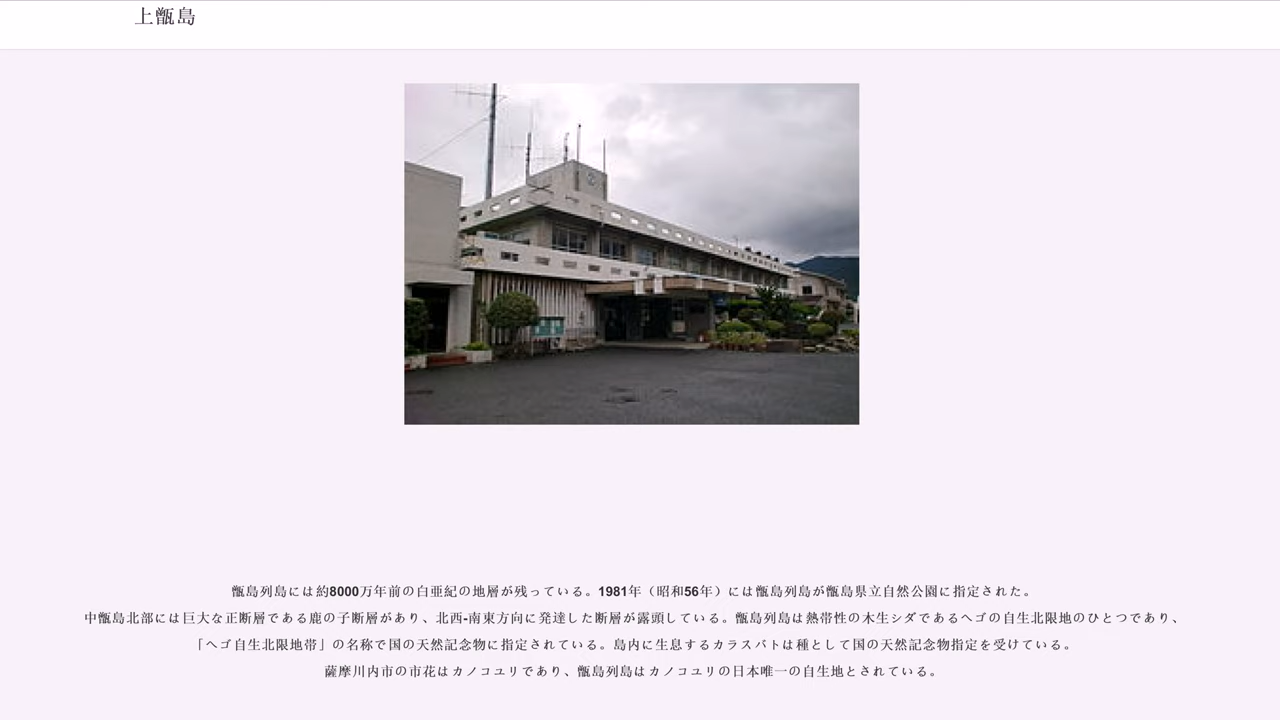 上甑島
甑島列島には約8000万年前の白亜紀の地層が残っている。1981年（昭和56年）には甑島列島が甑島県立自然公園に指定された。
中甑島北部には巨大な正断層である鹿の子断層があり、北西-南東方向に発達した断層が露頭している。甑島列島は熱帯性の木生シダであるヘゴの自生北限地のひとつであり、
「ヘゴ自生北限地帯」の名称で国の天然記念物に指定されている。島内に生息するカラスバトは種として国の天然記念物指定を受けている。
薩摩川内市の市花はカノコユリであり、甑島列島はカノコユリの日本唯一の自生地とされている。